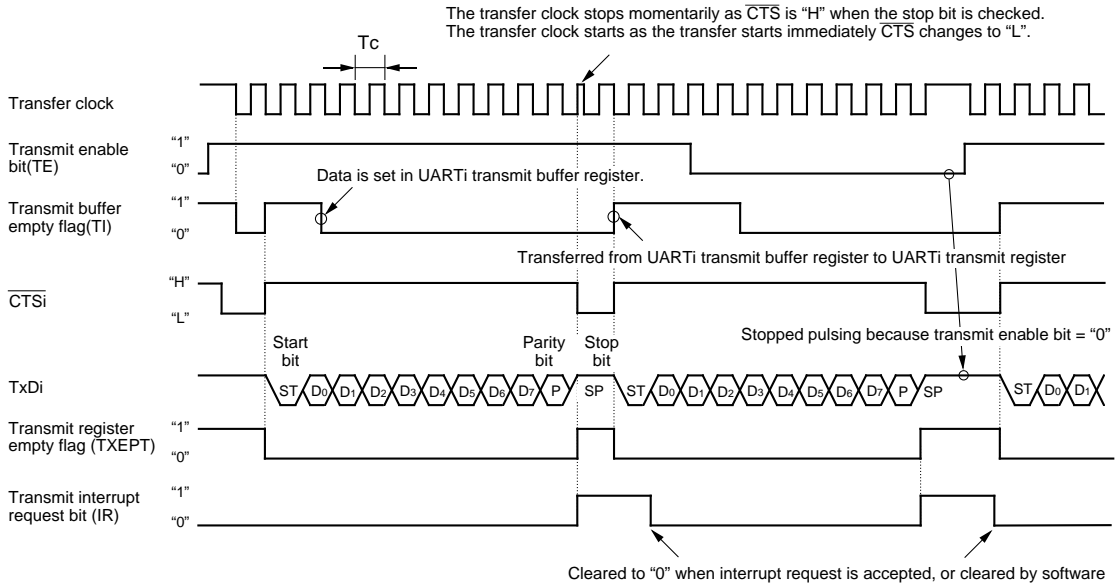 The transfer clock stops momentarily as CTS is “H” when the stop bit is checked.
The transfer clock starts as the transfer starts immediately CTS changes to “L”.
Tc
Transfer clock
“1”
Transmit enable
bit(TE)
“0”
Data is set in UARTi transmit buffer register.
Transmit buffer
empty flag(TI)
“1”
“0”
Transferred from UARTi transmit buffer register to UARTi transmit register
“H”
CTSi
“L”
Stopped pulsing because transmit enable bit = “0”
Start
bit
Parity
bit
Stop
bit
TxDi
ST D0 D1 D2 D3 D4 D5 D6 D7 P SP ST D0 D1 D2 D3 D4 D5 D6 D7 P SP ST D0 D1
Transmit register
empty flag (TXEPT)
“1”
“0”
Transmit interrupt
request bit (IR)
“1”
“0”
Cleared to “0” when interrupt request is accepted, or cleared by software